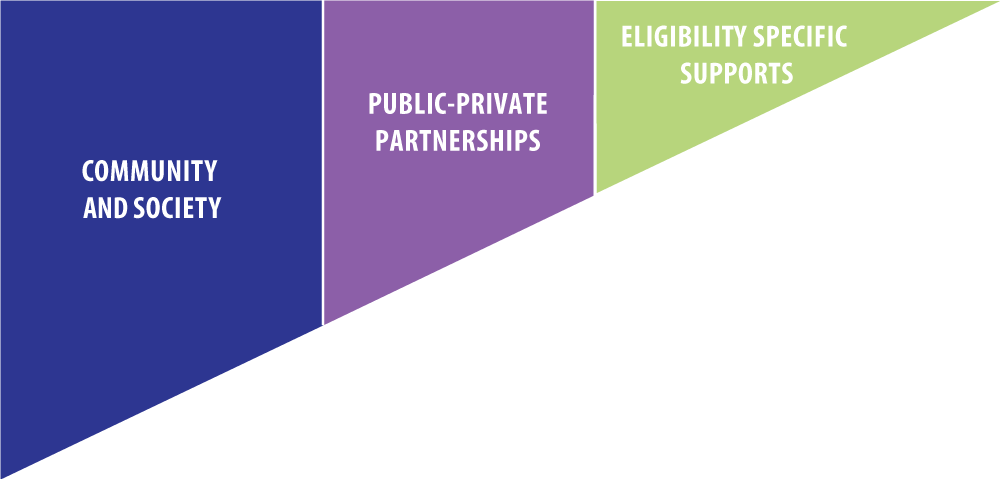 COMMUNITY
AND SOCIETY
PUBLIC-PRIVATE
PARTNERSHIPS
ELIGIBILITY SPECIFIC
SUPPORTS